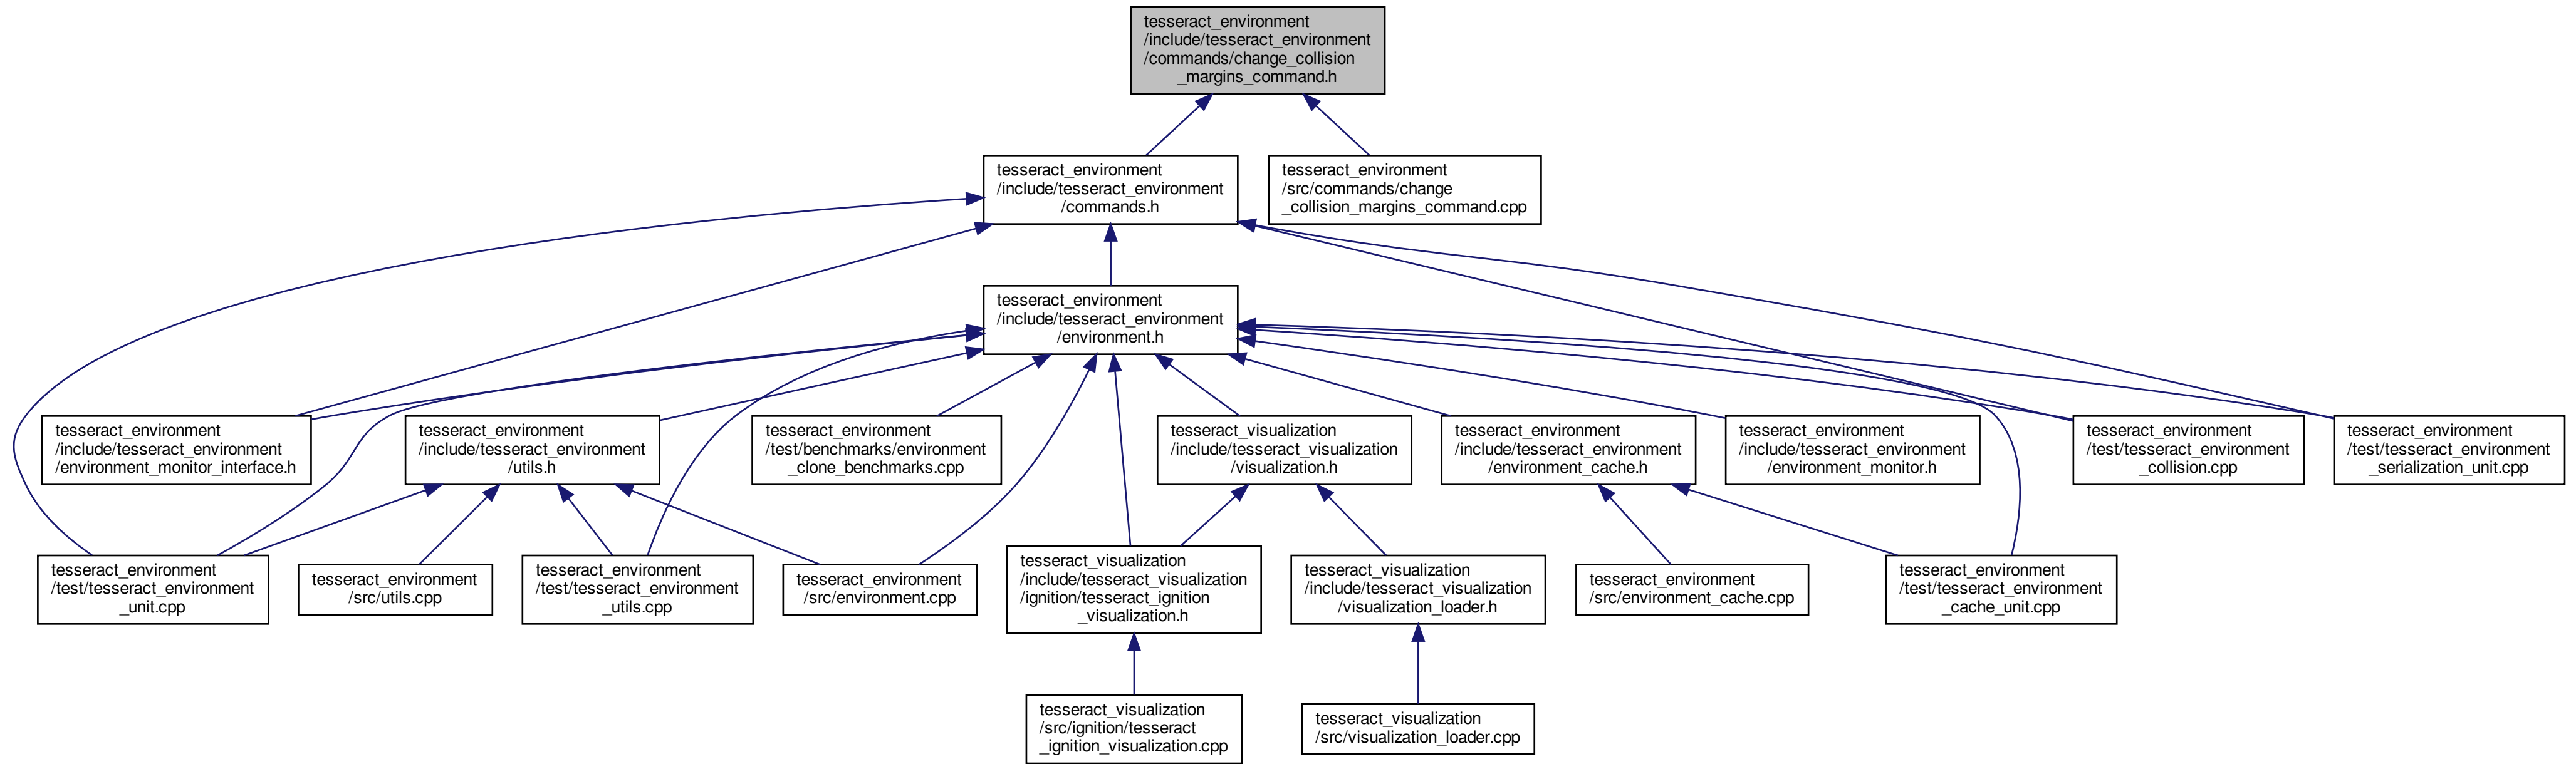 tesseract_environment
/include/tesseract_environment
/commands/change_collision
_margins_command.h
tesseract_environment
/include/tesseract_environment
/commands.h
tesseract_environment
/src/commands/change
_collision_margins_command.cpp
tesseract_environment
/include/tesseract_environment
/environment.h
tesseract_environment
/include/tesseract_environment
/environment_monitor_interface.h
tesseract_environment
/include/tesseract_environment
/utils.h
tesseract_environment
/test/benchmarks/environment
_clone_benchmarks.cpp
tesseract_visualization
/include/tesseract_visualization
/visualization.h
tesseract_environment
/include/tesseract_environment
/environment_cache.h
tesseract_environment
/include/tesseract_environment
/environment_monitor.h
tesseract_environment
/test/tesseract_environment
_collision.cpp
tesseract_environment
/test/tesseract_environment
_serialization_unit.cpp
tesseract_environment
/test/tesseract_environment
_unit.cpp
tesseract_environment
/src/utils.cpp
tesseract_environment
/test/tesseract_environment
_utils.cpp
tesseract_environment
/src/environment.cpp
tesseract_visualization
/include/tesseract_visualization
/ignition/tesseract_ignition
_visualization.h
tesseract_visualization
/include/tesseract_visualization
/visualization_loader.h
tesseract_environment
/src/environment_cache.cpp
tesseract_environment
/test/tesseract_environment
_cache_unit.cpp
tesseract_visualization
/src/ignition/tesseract
_ignition_visualization.cpp
tesseract_visualization
/src/visualization_loader.cpp